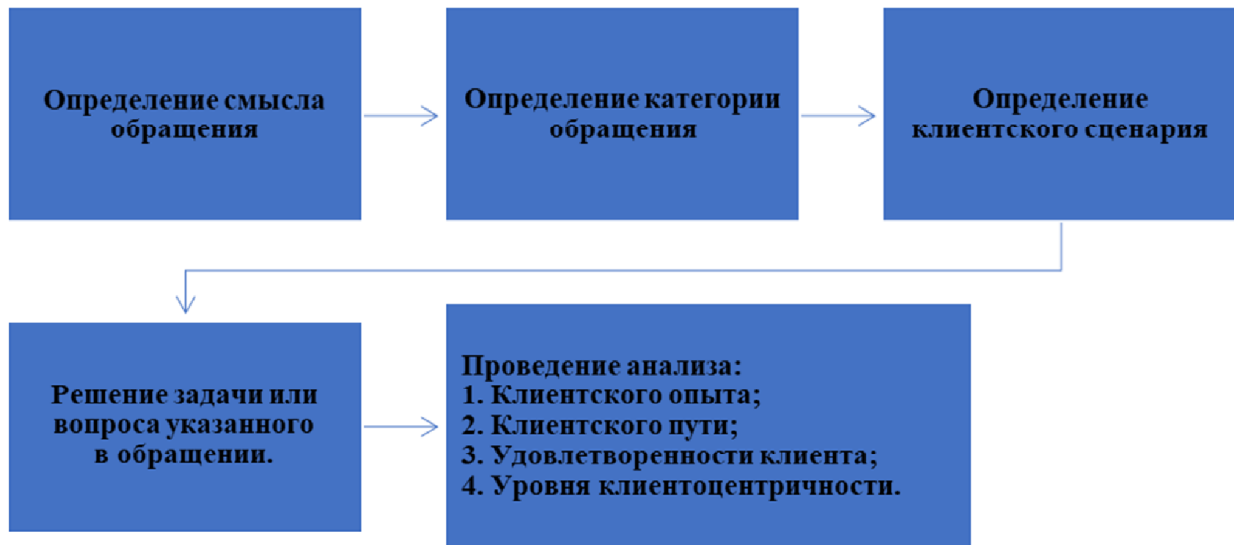 Определение смысла
обращения
Определение категории
обращения
Определение
клиентского сценария
Решение задачи или
вопроса указанного
в обращении.
Проведение анализа:
1. Клиентского опыта;
2. Клиентского пути;
3. Удовлетворенности клиента;
4. Уровня клиентоцентричности.